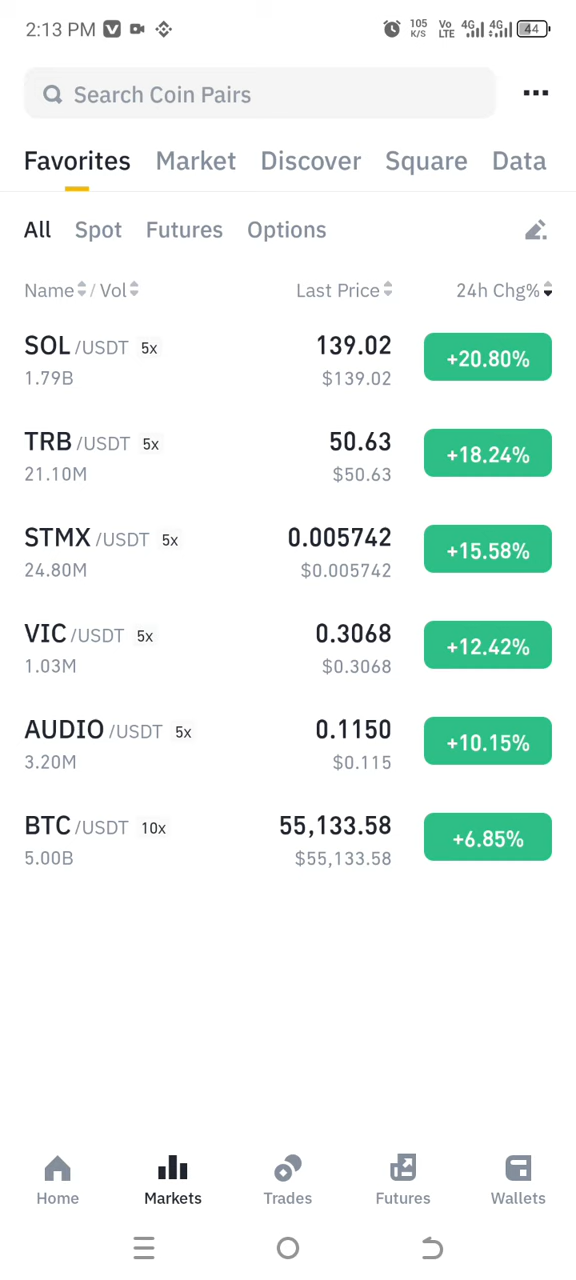 2:13 PM 105 K/S Vo LTE 4G 4G 44
Search Coin Pairs
Favorites Market Discover Square Data
All Spot Futures Options
Name / Vol Last Price 24h Chg%
SOL /USDT 5x 139.02 +20.80%
1.79B $139.02
TRB /USDT 5x 50.63 +18.24%
21.10M $50.63
STMX /USDT 5x 0.005742 +15.58%
24.80M $0.005742
VIC /USDT 5x 0.3068 +12.42%
1.03M $0.3068
AUDIO /USDT 5x 0.1150 +10.15%
3.20M $0.115
BTC /USDT 10x 55,133.58 +6.85%
5.00B $55,133.58
Home Markets Trades Futures Wallets